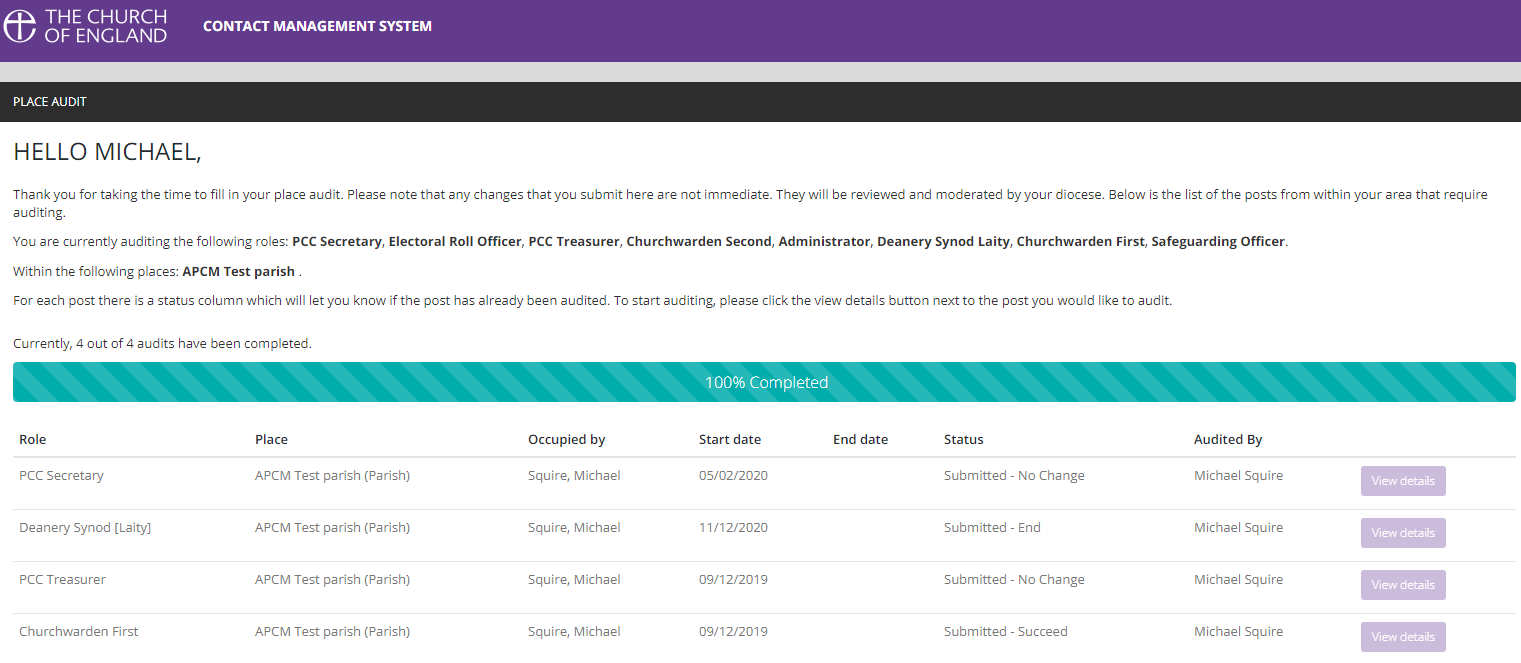 THE CHURCH
OF ENGLAND
CONTACT MANAGEMENT SYSTEM
PLACE AUDIT
HELLO MICHAEL,
Thank you for taking the time to fill in your place audit. Please note that any changes that you submit here are not immediate. They will be reviewed and moderated by your diocese. Below is the list of the posts from within your area that require
auditing.
You are currently auditing the following roles: PCC Secretary, Electoral Roll Officer, PCC Treasurer, Churchwarden Second, Administrator, Deanery Synod Laity, Churchwarden First, Safeguarding Officer.
Within the following places: APCM Test parish .
For each post there is a status column which will let you know if the post has already been audited. To start auditing, please click the view details button next to the post you would like to audit.
Currently, 4 out of 4 audits have been completed.
100% Completed
Role Place Occupied by Start date End date Status Audited By
PCC Secretary APCM Test parish (Parish) Squire, Michael 05/02/2020 Submitted - No Change Michael Squire View details
Deanery Synod [Laity] APCM Test parish (Parish) Squire, Michael 11/12/2020 Submitted - End Michael Squire View details
PCC Treasurer APCM Test parish (Parish) Squire, Michael 09/12/2019 Submitted - No Change Michael Squire View details
Churchwarden First APCM Test parish (Parish) Squire, Michael 09/12/2019 Submitted - Succeed Michael Squire View details